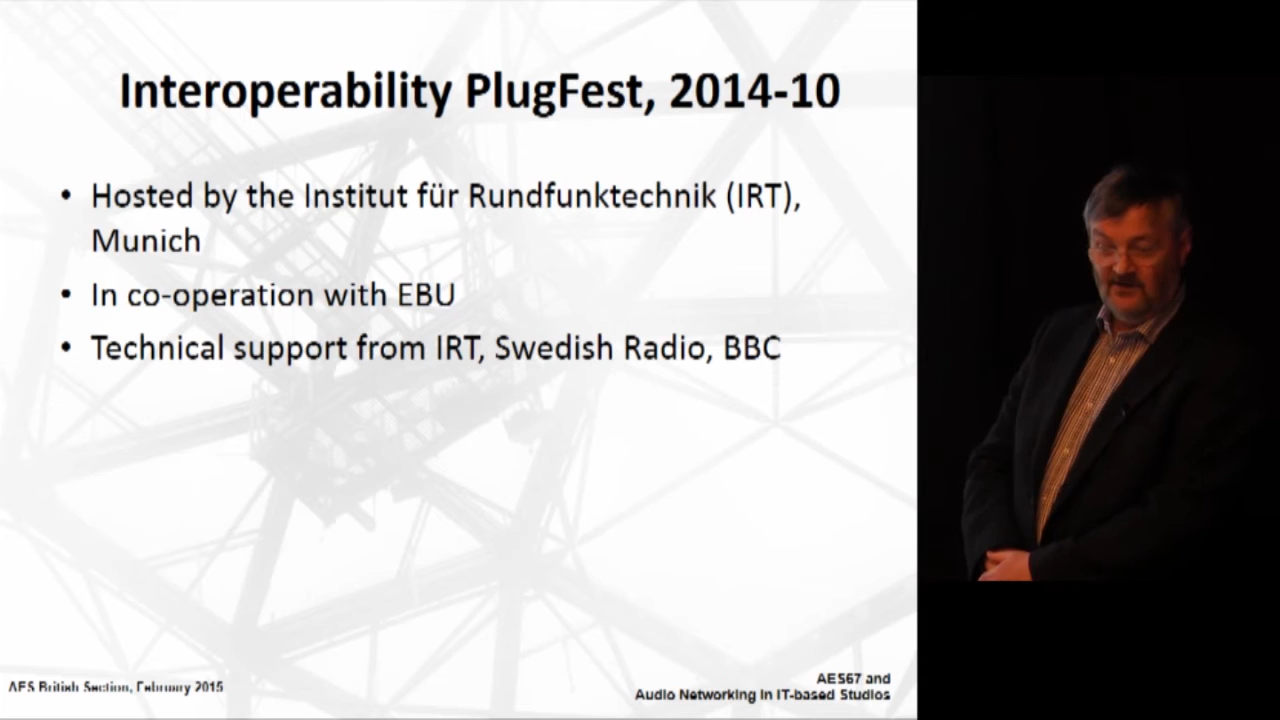 Interoperability PlugFest, 2014-10
• Hosted by the Institut für Rundfunktechnik (IRT),
Munich
• In co-operation with EBU
• Technical support from IRT, Swedish Radio, BBC
AES British Section, February 2015
AES67 and
Audio Networking in IT-based Studios